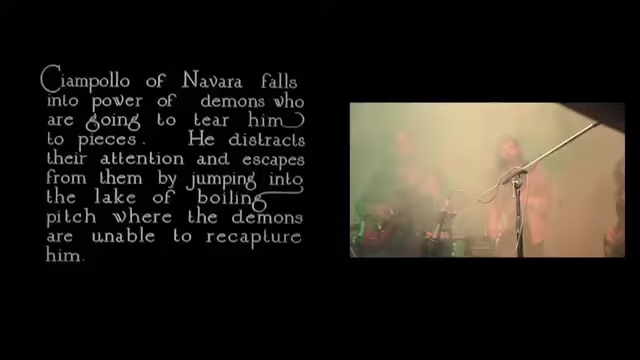 Ciampollo of Navara falls
into power of demons who
are going to tear him
to pieces. He distracts
their attention and escapes
from them by jumping into
the lake of boiling
pitch where the demons
are unable to recapture
him.